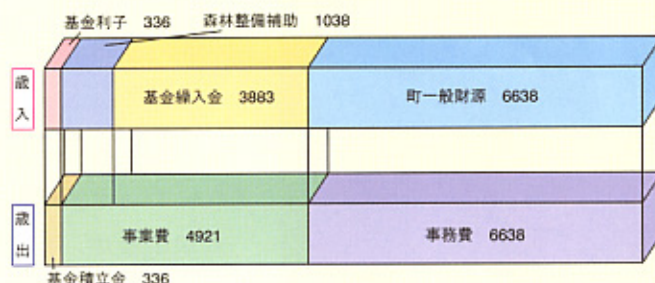 基金利子 336 森林整備補助 1038
歳入
基金繰入金 3883
町一般財源 6638
歳出
事業費 4921
事務費 6638
基金積立金 336